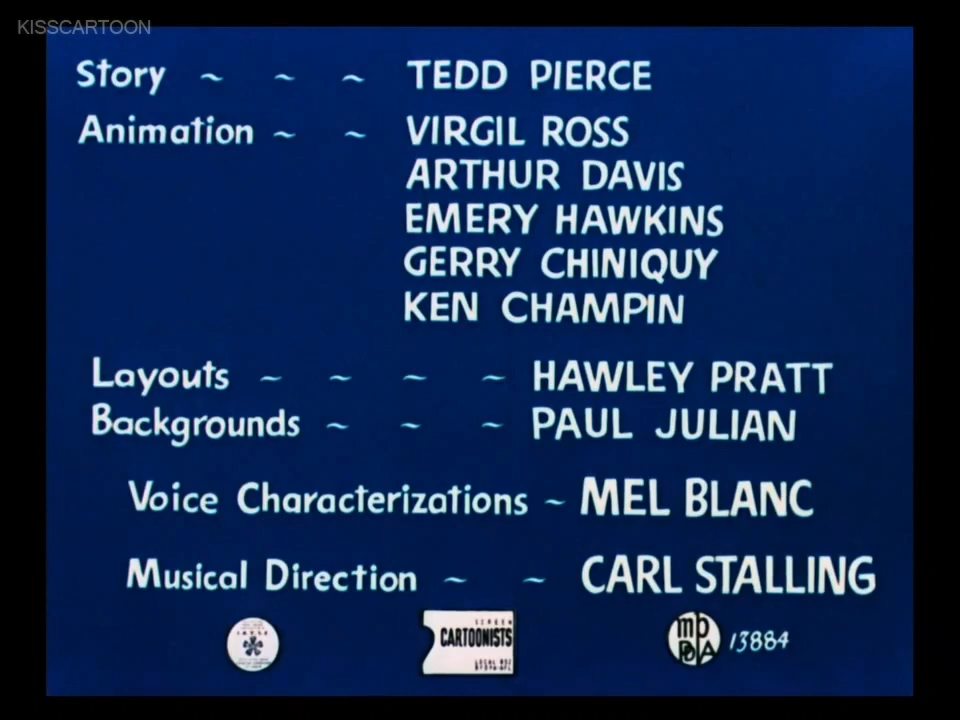 KISSCARTOON
Story ~ ~ ~ TEDD PIERCE
Animation ~ ~ VIRGIL ROSS
ARTHUR DAVIS
EMERY HAWKINS
GERRY CHINIQUY
KEN CHAMPIN
Layouts ~ ~ ~ ~ HAWLEY PRATT
Backgrounds ~ ~ ~ PAUL JULIAN
Voice Characterizations ~ MEL BLANC
Musical Direction ~ ~ CARL STALLING
SCREEN
CARTOONISTS
MPPDA 13884